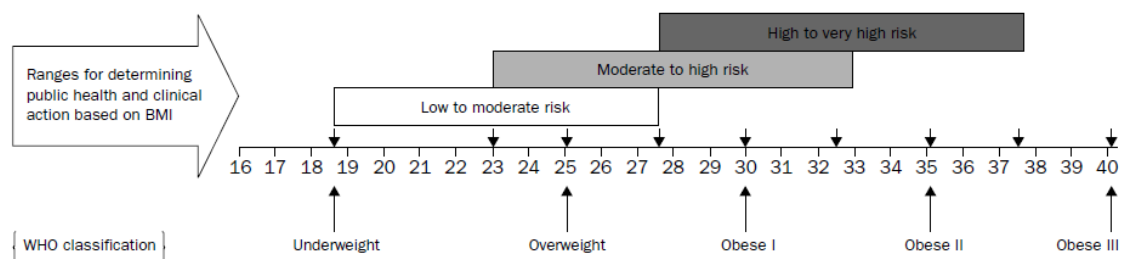 High to very high risk
Moderate to high risk
Low to moderate risk
Ranges for determining
public health and clinical
action based on BMI
16 17 18 19 20 21 22 23 24 25 26 27 28 29 30 31 32 33 34 35 36 37 38 39 40
WHO classification
Underweight
Overweight
Obese I
Obese II
Obese III